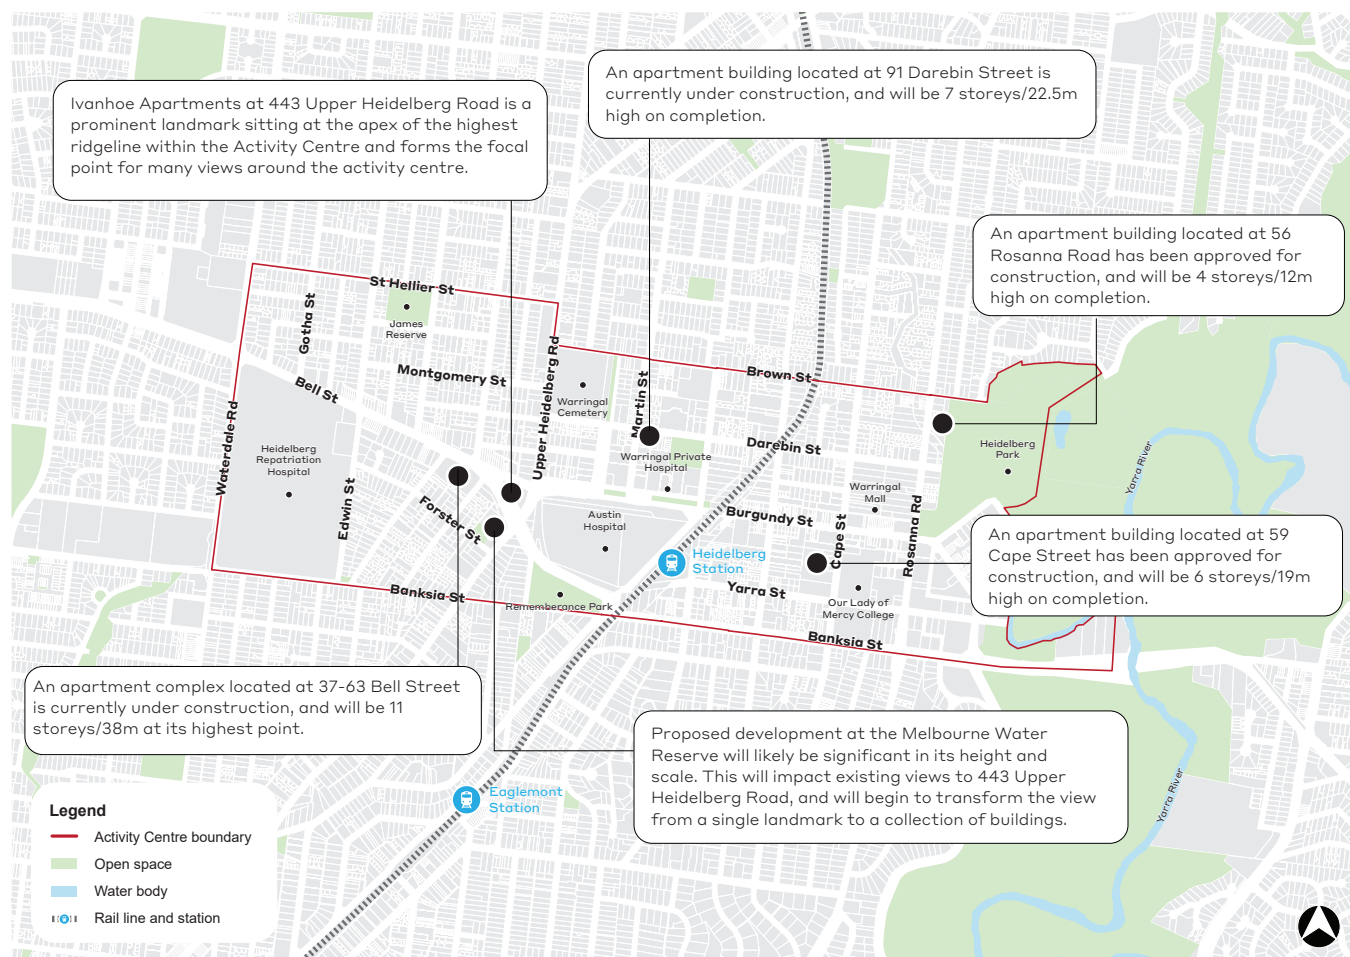 An apartment building located at 91 Darebin Street is
currently under construction, and will be 7 storeys/22.5m
high on completion.
Ivanhoe Apartments at 443 Upper Heidelberg Road is a
prominent landmark sitting at the apex of the highest
ridgeline within the Activity Centre and forms the focal
point for many views around the activity centre.
An apartment building located at 56
Rosanna Road has been approved for
construction, and will be 4 storeys/12m
high on completion.
St Hellier St
Gotha St
James
Reserve
Montgomery St
Bell St
Upper Heidelberg Rd
Warringal
Cemetery
Martin St
Brown St
Waterdale Rd
Heidelberg
Repatriation
Hospital
Darebin St
Warringal Private
Hospital
Heidelberg
Park
Yarra River
Warringal
Mall
Edwin St
Forster St
Austin
Hospital
Burgundy St
Cape St
Rosanna Rd
Heidelberg
Station
An apartment building located at 59
Cape Street has been approved for
construction, and will be 6 storeys/19m
high on completion.
Banksia St
Rememberance Park
Yarra St
Our Lady of
Mercy College
Banksia St
An apartment complex located at 37-63 Bell Street
is currently under construction, and will be 11
storeys/38m at its highest point.
Proposed development at the Melbourne Water
Reserve will likely be significant in its height and
scale. This will impact existing views to 443 Upper
Heidelberg Road, and will begin to transform the view
from a single landmark to a collection of buildings.
Eaglemont
Station
Yarra River
Legend
Activity Centre boundary
Open space
Water body
Rail line and station